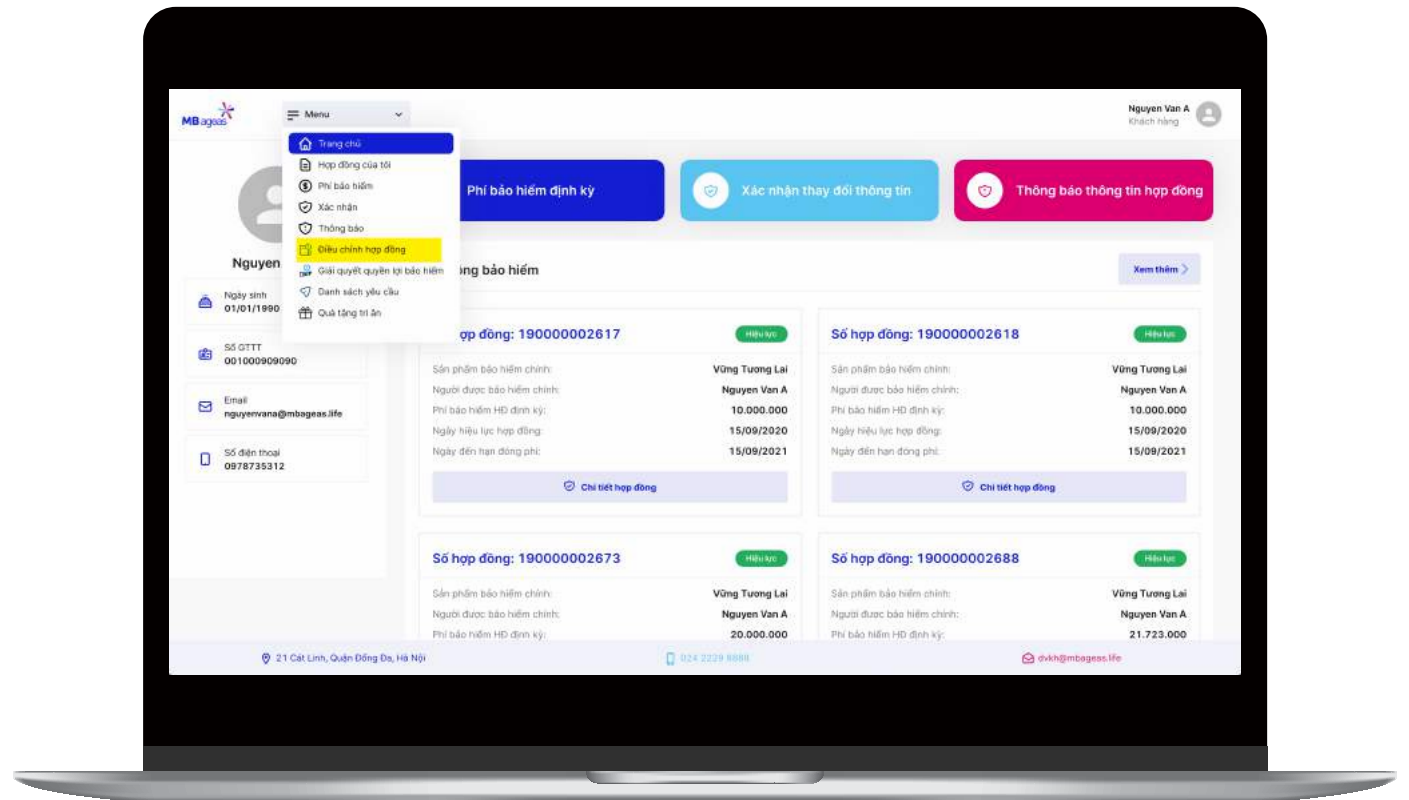 MB ageas
Menu
Nguyen Van A
Khách hàng
Trang chủ
Hợp đồng của tôi
Phí bảo hiểm
Xác nhận
Thông báo
Điều chỉnh hợp đồng
Giải quyết quyền lợi bảo hiểm
Danh sách yêu cầu
Quà tặng tri ân
Phí bảo hiểm định kỳ
Xác nhận thay đổi thông tin
Thông báo thông tin hợp đồng
Nguyen
Ngày sinh
01/01/1990
Số GTTT
001000909090
Email
nguyenvana@mbageas.life
Số điện thoại
0978735312
ồng bảo hiểm
Xem thêm
ợp đồng: 190000002617
Hiệu lực
Sản phẩm bảo hiểm chính: Vững Tương Lai
Người được bảo hiểm chính: Nguyen Van A
Phí bảo hiểm HĐ định kỳ: 10.000.000
Ngày hiệu lực hợp đồng: 15/09/2020
Ngày đến hạn đóng phí: 15/09/2021
Chi tiết hợp đồng
Số hợp đồng: 190000002618
Hiệu lực
Sản phẩm bảo hiểm chính: Vững Tương Lai
Người được bảo hiểm chính: Nguyen Van A
Phí bảo hiểm HĐ định kỳ: 10.000.000
Ngày hiệu lực hợp đồng: 15/09/2020
Ngày đến hạn đóng phí: 15/09/2021
Chi tiết hợp đồng
Số hợp đồng: 190000002673
Hiệu lực
Sản phẩm bảo hiểm chính: Vững Tương Lai
Người được bảo hiểm chính: Nguyen Van A
Phí bảo hiểm HĐ định kỳ: 20.000.000
Số hợp đồng: 190000002688
Hiệu lực
Sản phẩm bảo hiểm chính: Vững Tương Lai
Người được bảo hiểm chính: Nguyen Van A
Phí bảo hiểm HĐ định kỳ: 21.723.000
21 Cát Linh, Quận Đống Đa, Hà Nội
024 2229 8888
dvkh@mbageas.life